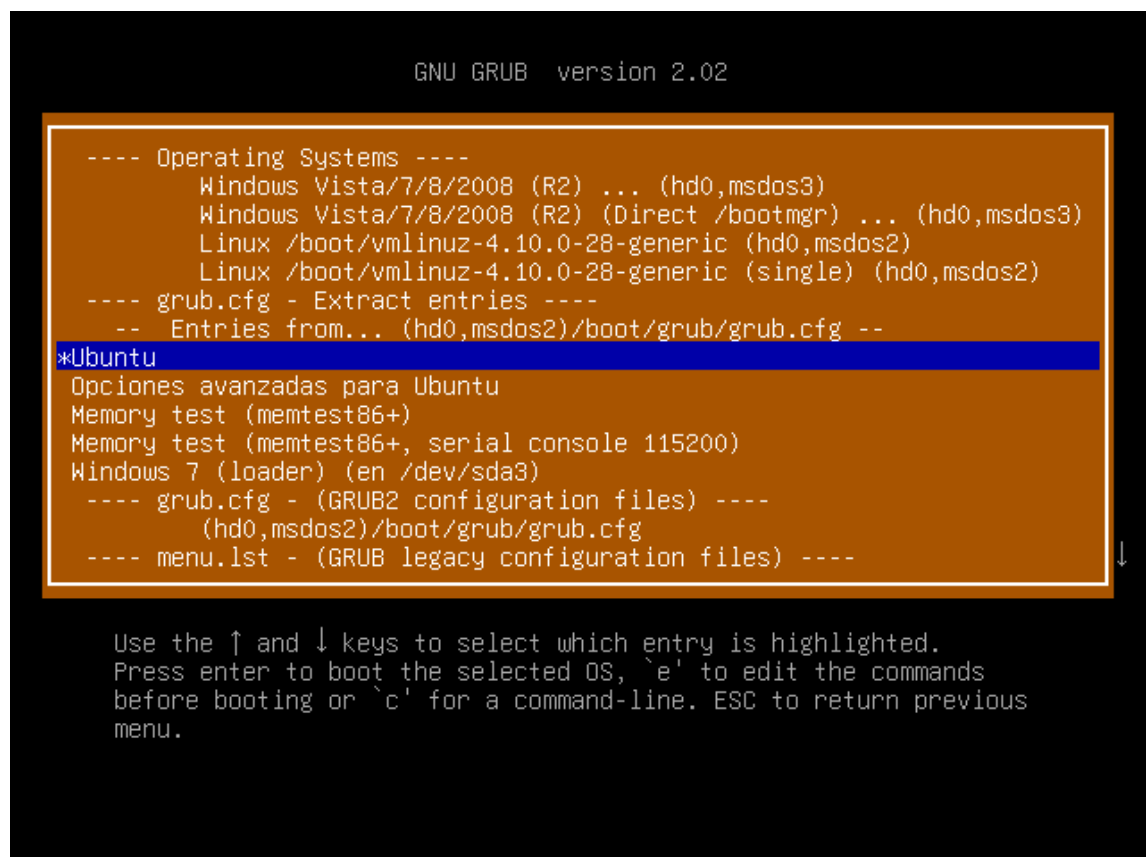 GNU GRUB version 2.02
---- Operating Systems ----
Windows Vista/7/8/2008 (R2) ... (hd0,msdos3)
Windows Vista/7/8/2008 (R2) (Direct /bootmgr) ... (hd0,msdos3)
Linux /boot/vmlinuz-4.10.0-28-generic (hd0,msdos2)
Linux /boot/vmlinuz-4.10.0-28-generic (single) (hd0,msdos2)
---- grub.cfg - Extract entries ----
-- Entries from... (hd0,msdos2)/boot/grub/grub.cfg --
*Ubuntu
Opciones avanzadas para Ubuntu
Memory test (memtest86+)
Memory test (memtest86+, serial console 115200)
Windows 7 (loader) (en /dev/sda3)
---- grub.cfg - (GRUB2 configuration files) ----
(hd0,msdos2)/boot/grub/grub.cfg
---- menu.lst - (GRUB legacy configuration files) ---- ↓
Use the ↑ and ↓ keys to select which entry is highlighted.
Press enter to boot the selected OS, `e' to edit the commands
before booting or `c' for a command-line. ESC to return previous
menu.